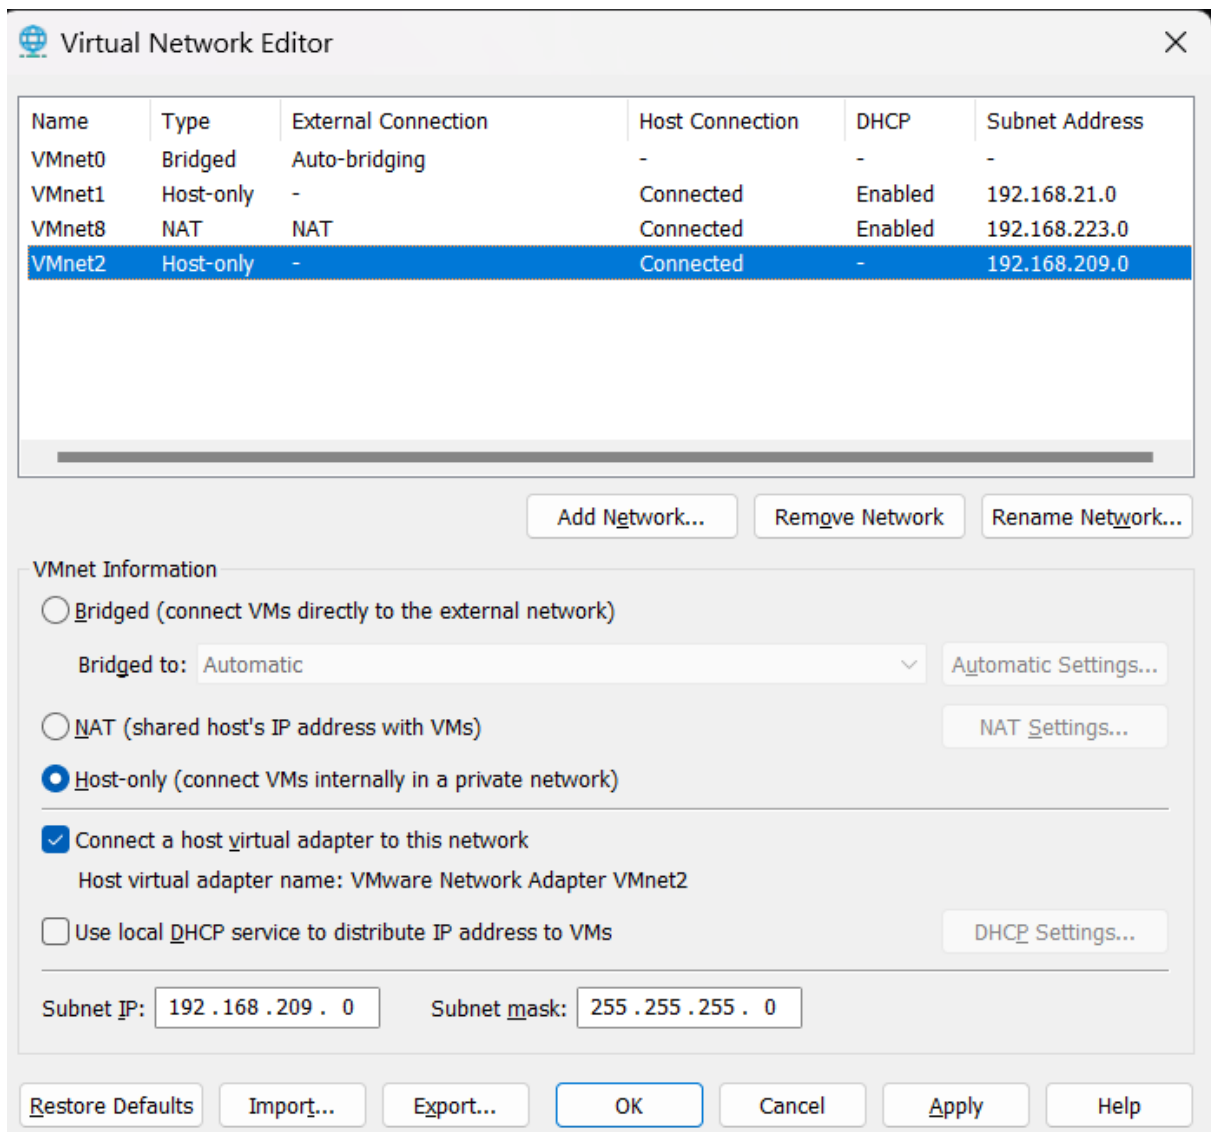 Virtual Network Editor
Name Type External Connection Host Connection DHCP Subnet Address
VMnet0 Bridged Auto-bridging - - -
VMnet1 Host-only - Connected Enabled 192.168.21.0
VMnet8 NAT NAT Connected Enabled 192.168.223.0
VMnet2 Host-only - Connected - 192.168.209.0
Add Network... Remove Network Rename Network...
VMnet Information
Bridged (connect VMs directly to the external network)
Bridged to: Automatic Automatic Settings...
NAT (shared host's IP address with VMs) NAT Settings...
Host-only (connect VMs internally in a private network)
Connect a host virtual adapter to this network
Host virtual adapter name: VMware Network Adapter VMnet2
Use local DHCP service to distribute IP address to VMs DHCP Settings...
Subnet IP: 192.168.209. 0 Subnet mask: 255.255.255. 0
Restore Defaults Import... Export... OK Cancel Apply Help